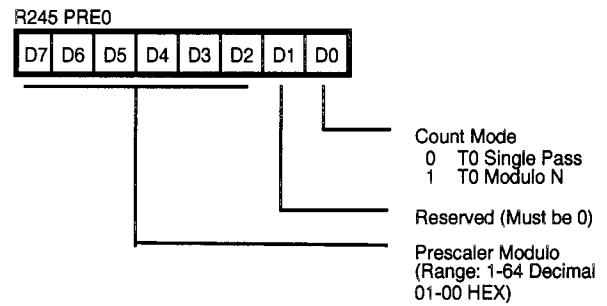 R245 PRE0
D7 D6 D5 D4 D3 D2 D1 D0
Count Mode
0 T0 Single Pass
1 T0 Modulo N
Reserved (Must be 0)
Prescaler Modulo
(Range: 1-64 Decimal
01-00 HEX)